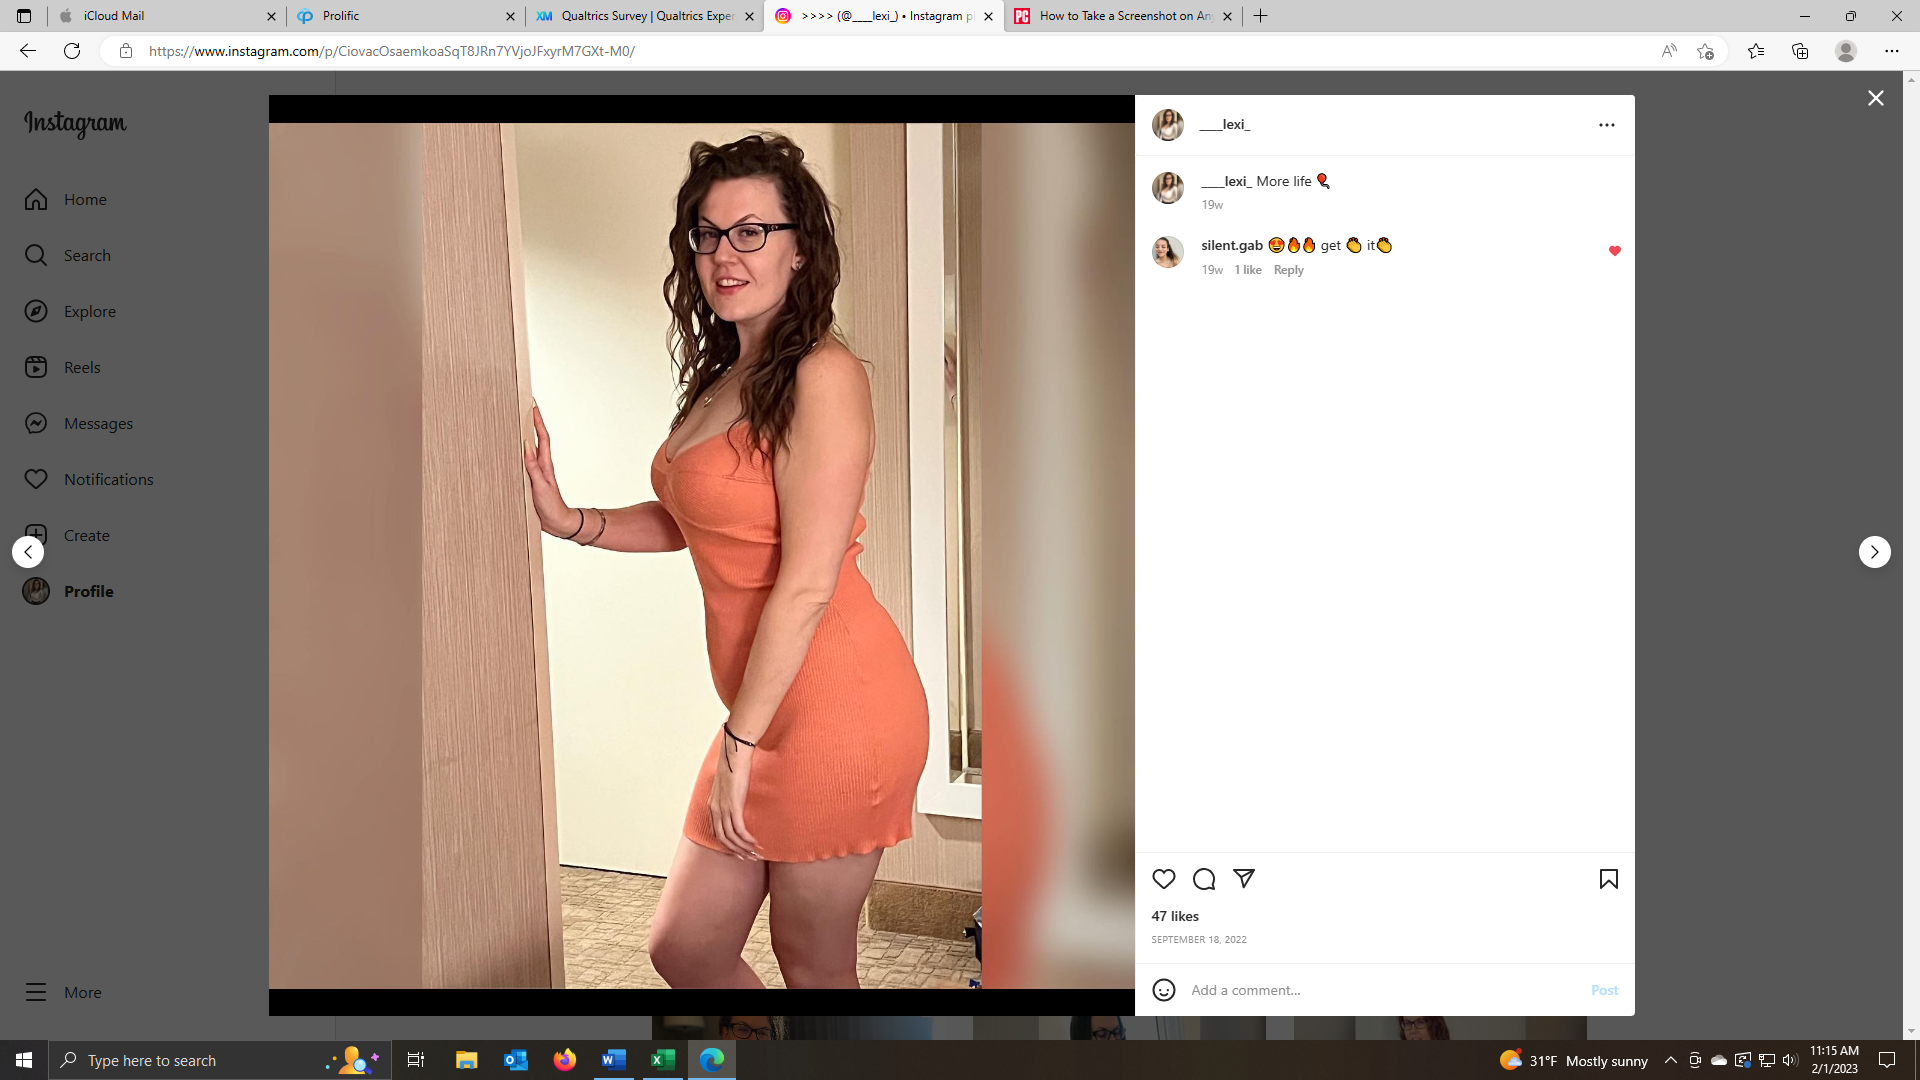 iCloud Mail
Prolific
Qualtrics Survey | Qualtrics Exper
>>>> (@____lexi_) • Instagram p
How to Take a Screenshot on An
https://www.instagram.com/p/CiovacOsaemkoaSqT8JRn7YVjoJFxyrM7GXt-M0/
Instagram
Home
Search
Explore
Reels
Messages
Notifications
Create
Profile
More
____lexi_
____lexi_ More life 🎈
19w
silent.gab 😍🔥🔥 get 👏 it👏
19w 1 like Reply
47 likes
SEPTEMBER 18, 2022
Add a comment...
Post
Type here to search
31°F Mostly sunny
11:15 AM
2/1/2023